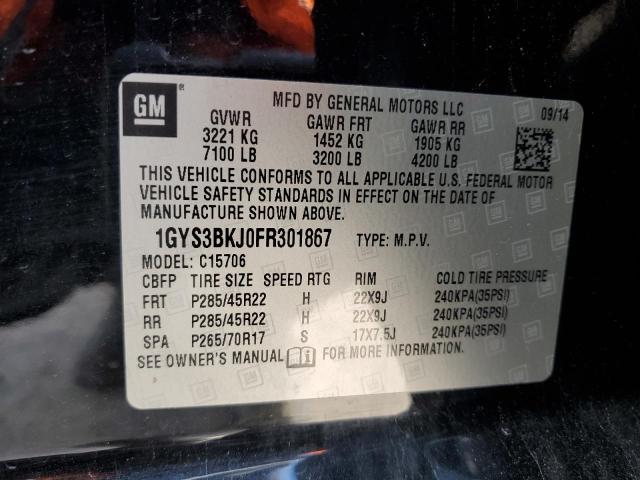 GM®
MFD BY GENERAL MOTORS LLC 09/14
GVWR GAWR FRT GAWR RR
3221 KG 1452 KG 1905 KG
7100 LB 3200 LB 4200 LB
THIS VEHICLE CONFORMS TO ALL APPLICABLE U.S. FEDERAL MOTOR
VEHICLE SAFETY STANDARDS IN EFFECT ON THE DATE OF
MANUFACTURE SHOWN ABOVE.
1GYS3BKJ0FR301867 TYPE: M.P.V.
MODEL: C15706
CBFP TIRE SIZE SPEED RTG RIM COLD TIRE PRESSURE
FRT P285/45R22 H 22X9J 240KPA(35PSI)
RR P285/45R22 H 22X9J 240KPA(35PSI)
SPA P265/70R17 S 17X7.5J 240KPA(35PSI)
SEE OWNER'S MANUAL FOR MORE INFORMATION.